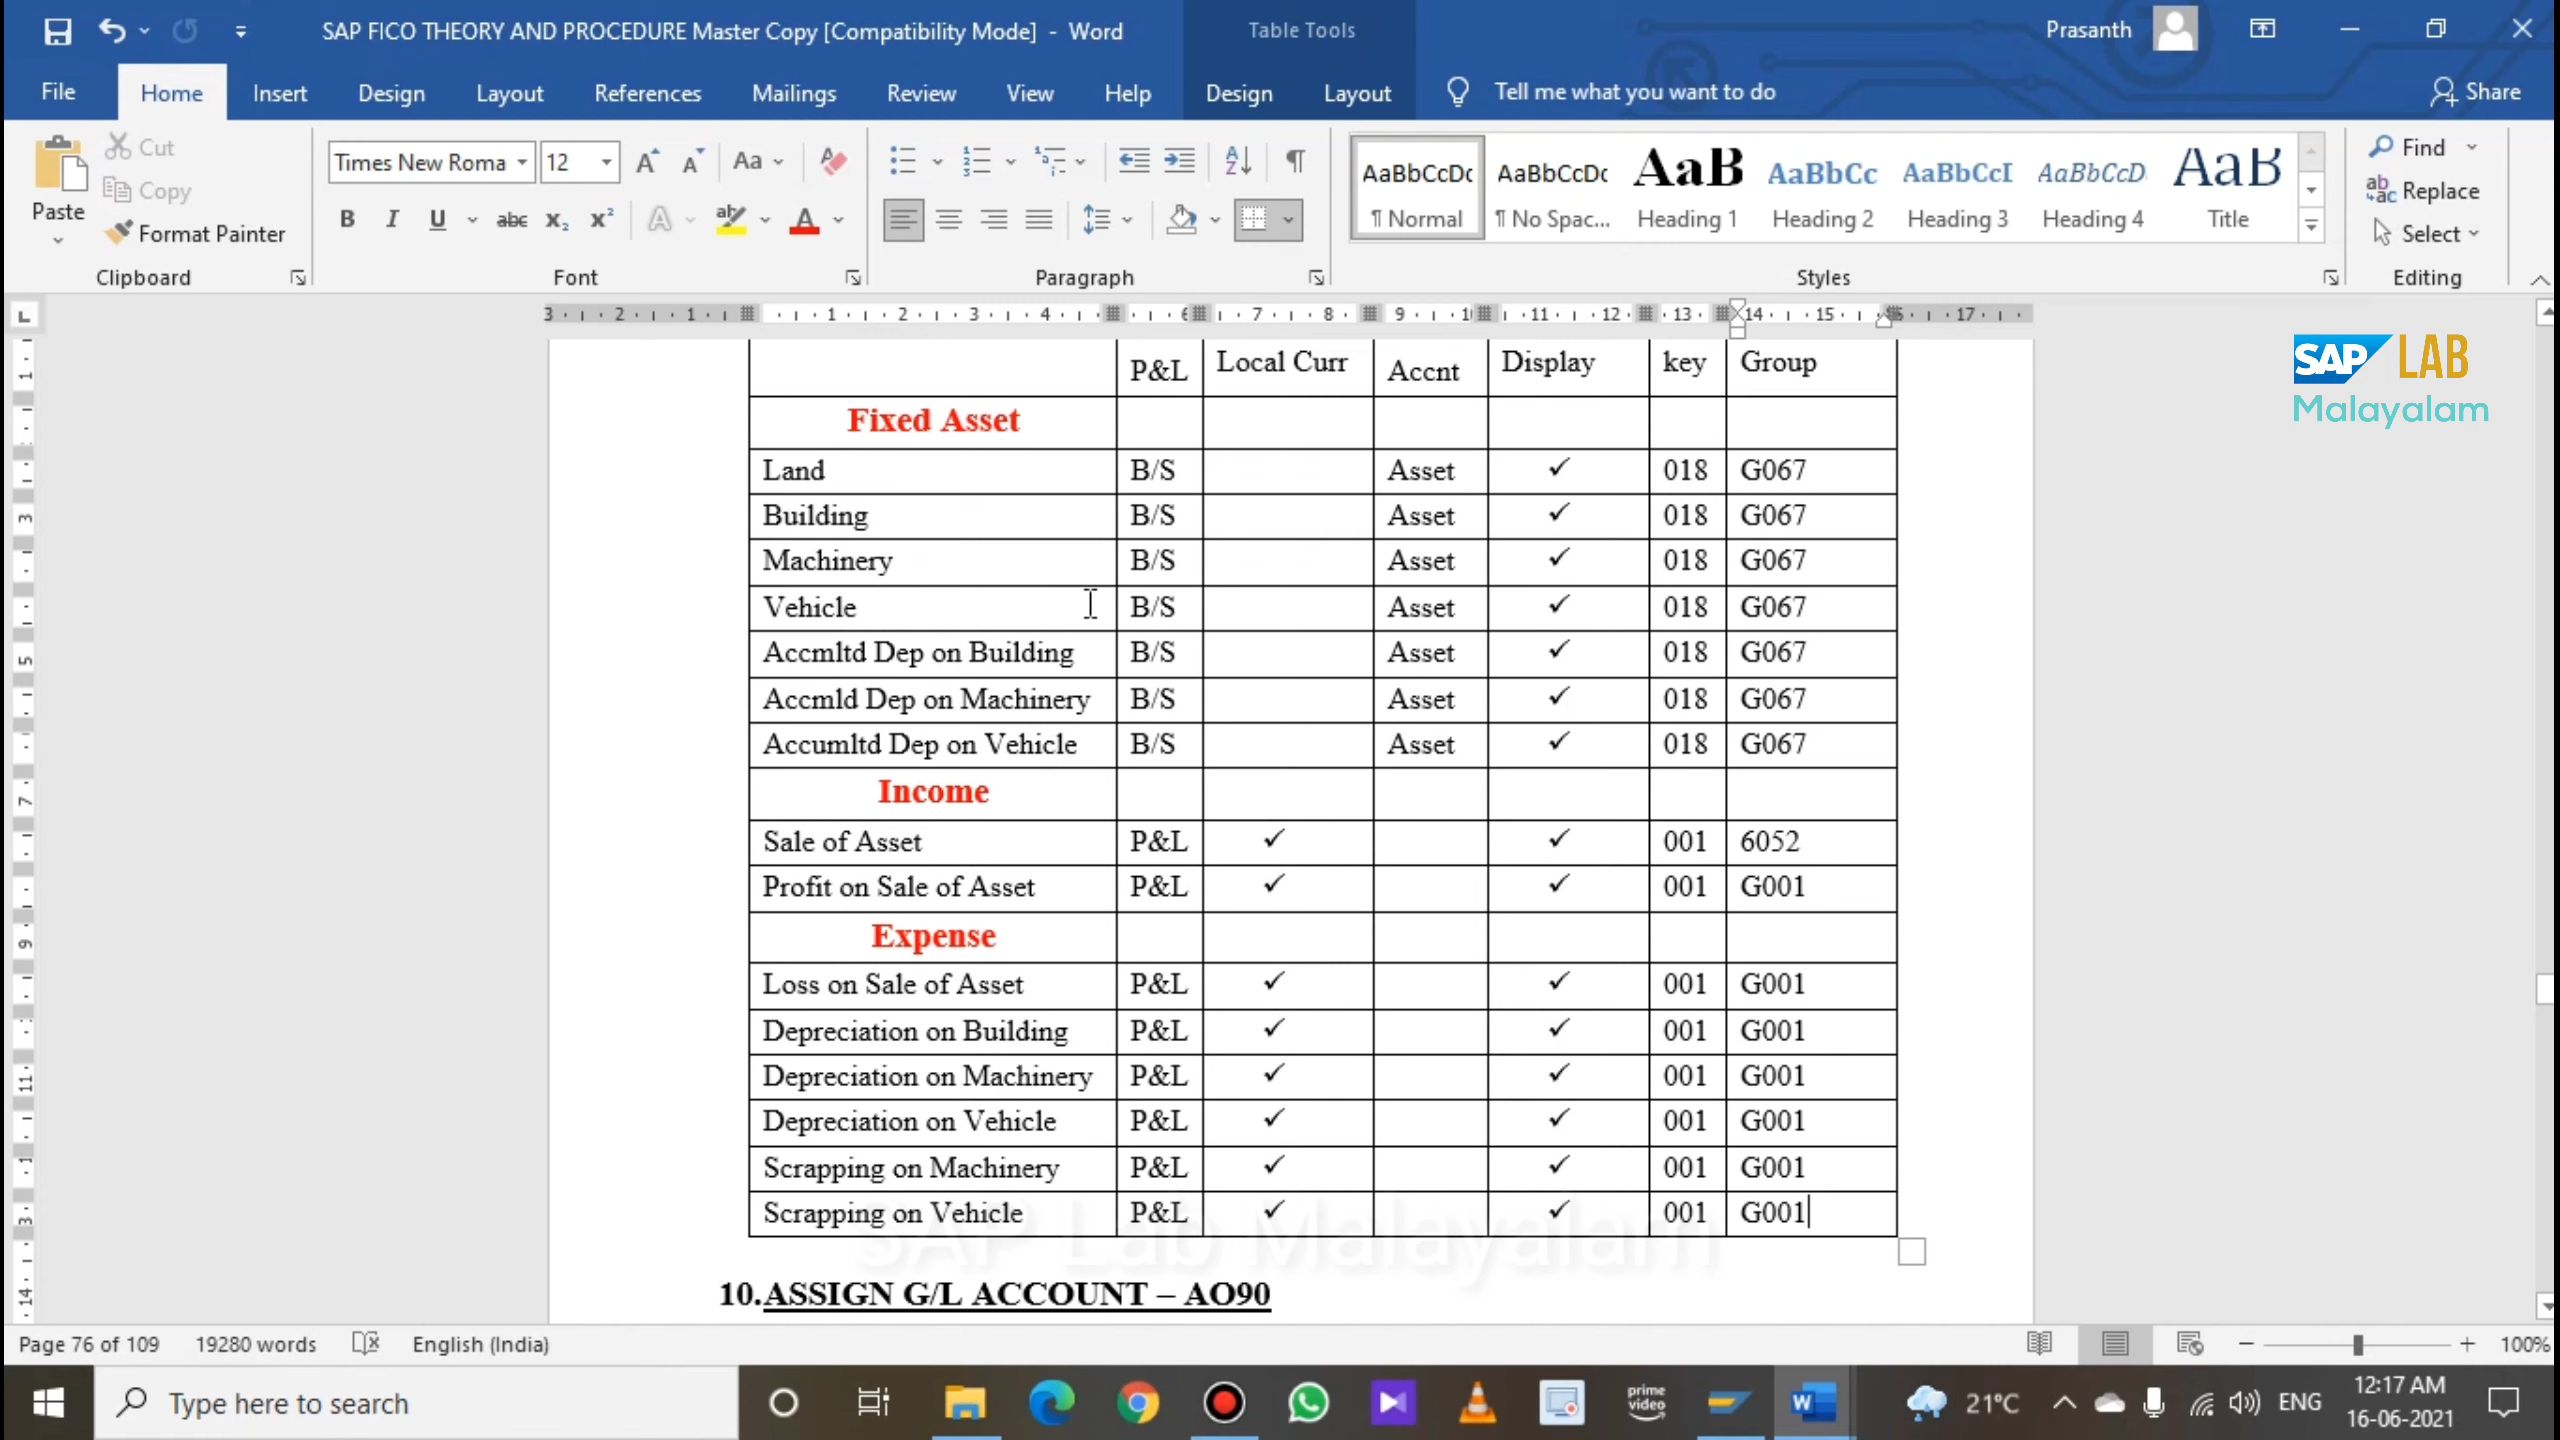 SAP FICO THEORY AND PROCEDURE Master Copy [Compatibility Mode] - Word
Table Tools
Prasanth
File Home Insert Design Layout References Mailings Review View Help Design Layout Tell me what you want to do Share
Paste
Cut
Copy
Format Painter
Clipboard
Times New Roma 12
Font
Paragraph
AaBbCcDc ¶ Normal
AaBbCcDc ¶ No Spac...
AaB Heading 1
AaBbCc Heading 2
AaBbCcI Heading 3
AaBbCcD Heading 4
AaB Title
Styles
Find
Replace
Select
Editing
SAP LAB
Malayalam
P&L Local Curr Accnt Display key Group
Fixed Asset
Land B/S Asset ✓ 018 G067
Building B/S Asset ✓ 018 G067
Machinery B/S Asset ✓ 018 G067
Vehicle B/S Asset ✓ 018 G067
Accmltd Dep on Building B/S Asset ✓ 018 G067
Accmld Dep on Machinery B/S Asset ✓ 018 G067
Accumltd Dep on Vehicle B/S Asset ✓ 018 G067
Income
Sale of Asset P&L ✓ ✓ 001 6052
Profit on Sale of Asset P&L ✓ ✓ 001 G001
Expense
Loss on Sale of Asset P&L ✓ ✓ 001 G001
Depreciation on Building P&L ✓ ✓ 001 G001
Depreciation on Machinery P&L ✓ ✓ 001 G001
Depreciation on Vehicle P&L ✓ ✓ 001 G001
Scrapping on Machinery P&L ✓ ✓ 001 G001
Scrapping on Vehicle P&L ✓ ✓ 001 G001
SAP Lab Malayalam
10.ASSIGN G/L ACCOUNT – AO90
Page 76 of 109 19280 words English (India) 100%
Type here to search
prime video
21°C ENG
12:17 AM
16-06-2021